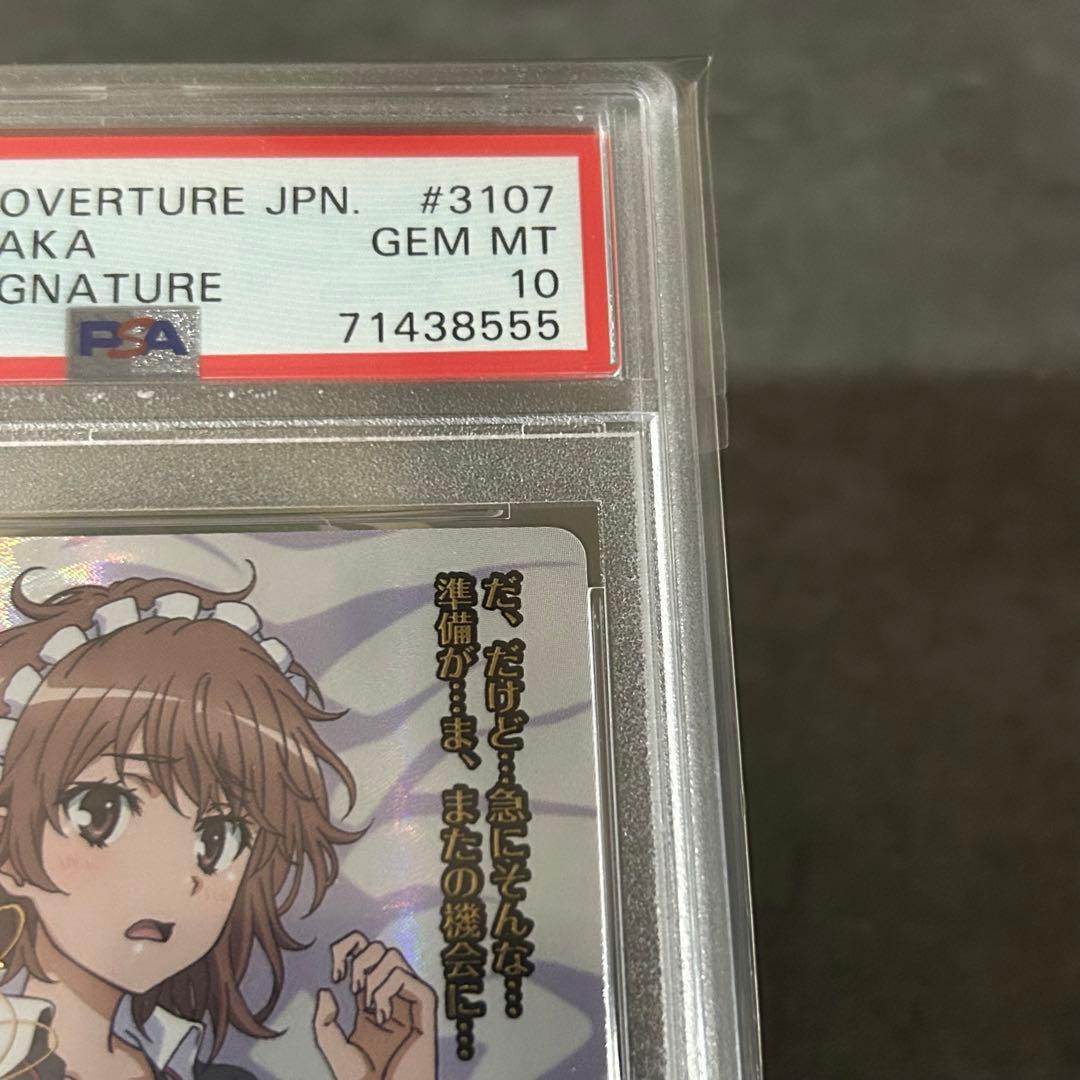 OVERTURE JPN. #3107
AKA GEM MT
GNATURE 10
PSA 71438555
だ、だけど…急にそんな…
準備が…ま、またの機会に…